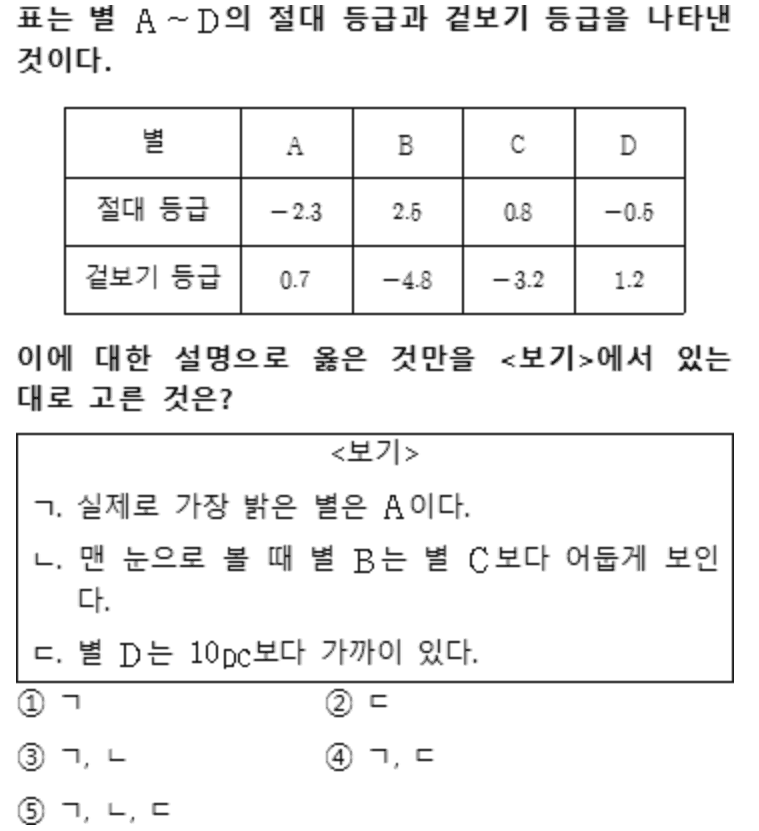 표는 별 A ~ D의 절대 등급과 겉보기 등급을 나타낸
것이다.
별 A B C D
절대 등급 -2.3 2.5 0.8 -0.5
겉보기 등급 0.7 -4.8 -3.2 1.2
이에 대한 설명으로 옳은 것만을 <보기>에서 있는
대로 고른 것은?
<보기>
ㄱ. 실제로 가장 밝은 별은 A이다.
ㄴ. 맨 눈으로 볼 때 별 B는 별 C보다 어둡게 보인
다.
ㄷ. 별 D는 10pc보다 가까이 있다.
① ㄱ ② ㄷ
③ ㄱ, ㄴ ④ ㄱ, ㄷ
⑤ ㄱ, ㄴ, ㄷ